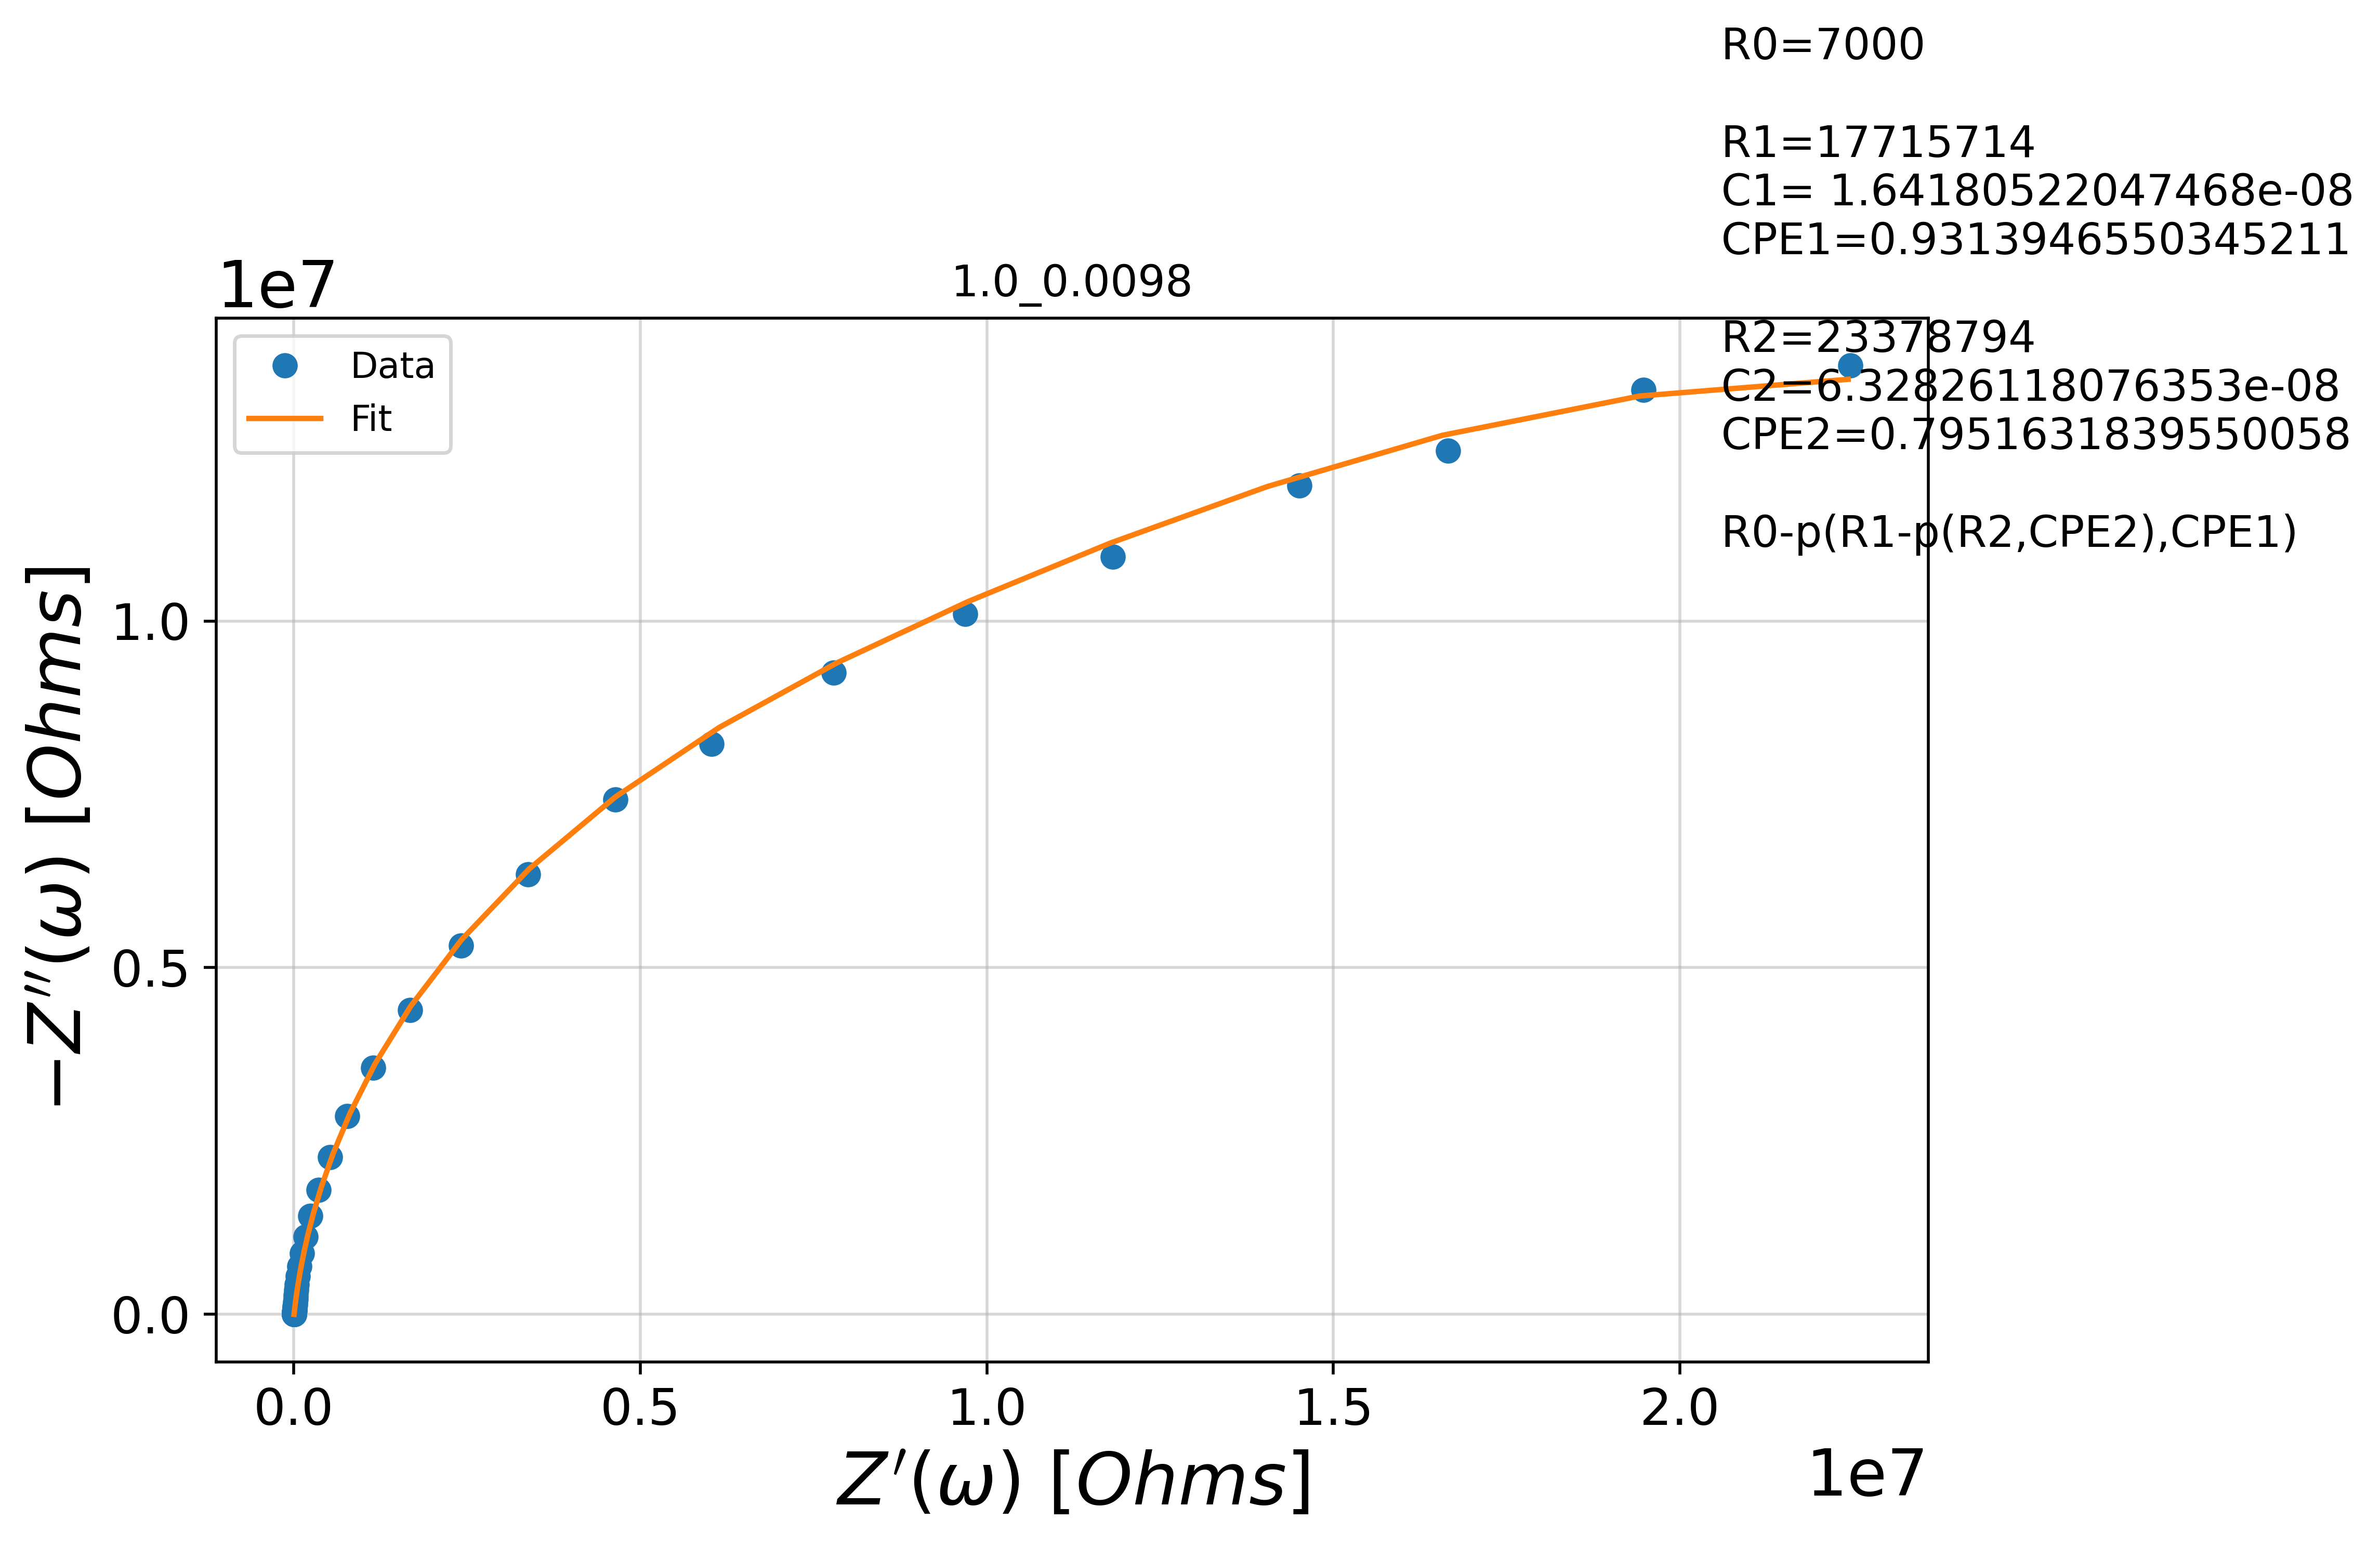 R0=7000
R1=17715714
C1= 1.64180522047468e-08
CPE1=0.9313946550345211
1e7
1.0_0.0098
Data
Fit
R2=23378794
C2=6.32826118076353e-08
CPE2=0.7951631839550058
R0-p(R1-p(R2,CPE2),CPE1)
−Z′′(ω) [Ohms]
1.0
0.5
0.0
0.0 0.5 1.0 1.5 2.0
1e7
Z′(ω) [Ohms]